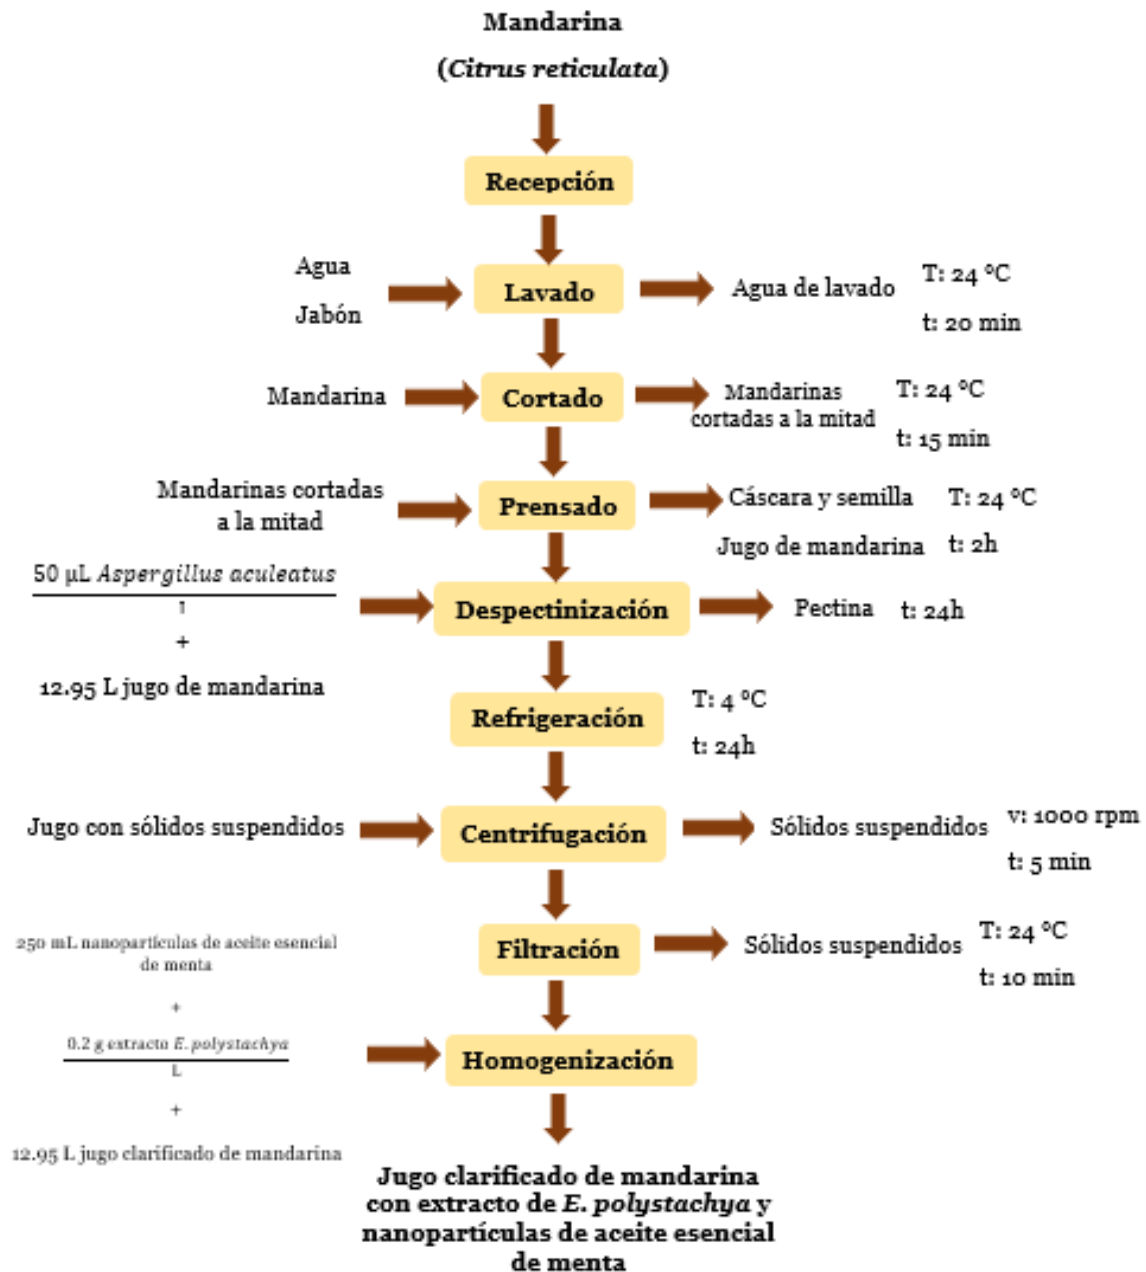 Mandarina
(Citrus reticulata)
Recepción
Agua
Jabón
Lavado
Agua de lavado
T: 24 ºC
t: 20 min
Mandarina
Cortado
Mandarinas
cortadas a la mitad
T: 24 ºC
t: 15 min
Mandarinas cortadas
a la mitad
Prensado
Cáscara y semilla
Jugo de mandarina
T: 24 ºC
t: 2h
50 µL Aspergillus aculeatus
+
12.95 L jugo de mandarina
Despectinización
Pectina
t: 24h
Refrigeración
T: 4 ºC
t: 24h
Jugo con sólidos suspendidos
Centrifugación
Sólidos suspendidos
v: 1000 rpm
t: 5 min
Filtración
Sólidos suspendidos
T: 24 ºC
t: 10 min
250 mL nanopartículas de aceite esencial
de menta
+
0.2 g extracto E. polystachya
L
+
12.95 L jugo clarificado de mandarina
Homogenización
Jugo clarificado de mandarina
con extracto de E. polystachya y
nanopartículas de aceite esencial
de menta